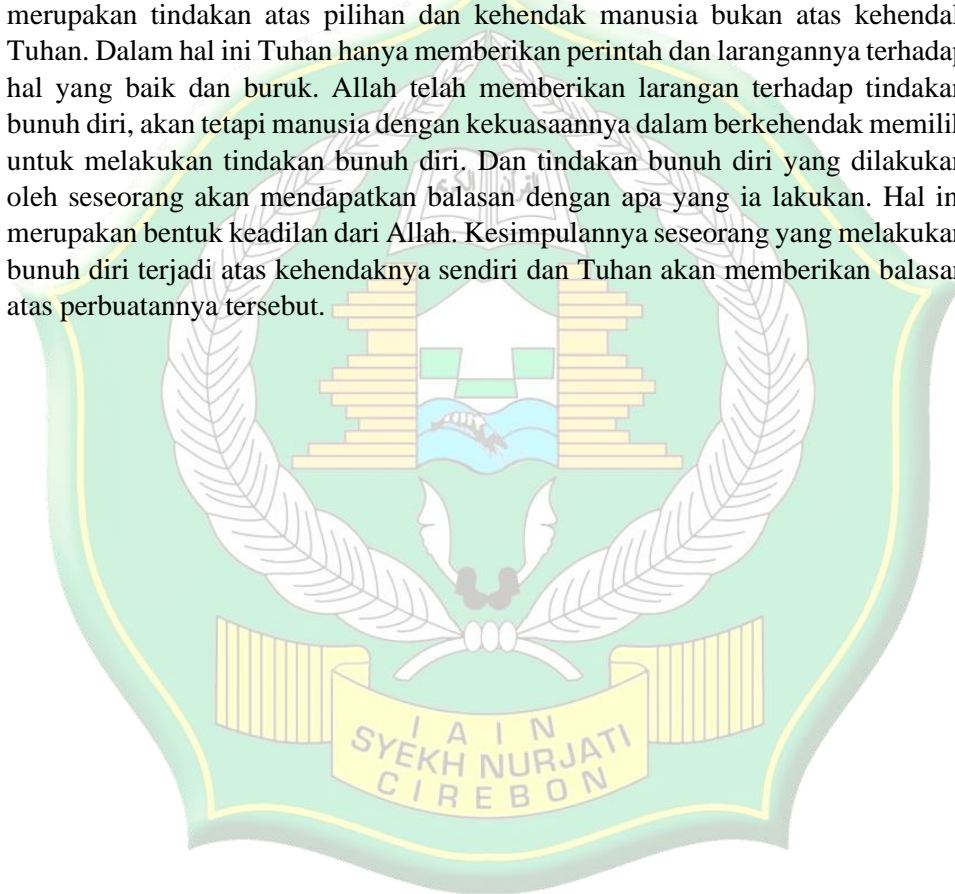 merupakan tindakan atas pilihan dan kehendak manusia bukan atas kehendak
Tuhan. Dalam hal ini Tuhan hanya memberikan perintah dan larangannya terhadap
hal yang baik dan buruk. Allah telah memberikan larangan terhadap tindakan
bunuh diri, akan tetapi manusia dengan kekuasaannya dalam berkehendak memilih
untuk melakukan tindakan bunuh diri. Dan tindakan bunuh diri yang dilakukan
oleh seseorang akan mendapatkan balasan dengan apa yang ia lakukan. Hal ini
merupakan bentuk keadilan dari Allah. Kesimpulannya seseorang yang melakukan
bunuh diri terjadi atas kehendaknya sendiri dan Tuhan akan memberikan balasan
atas perbuatannya tersebut.
IAIN
SYEKH NURJATI
CIREBON